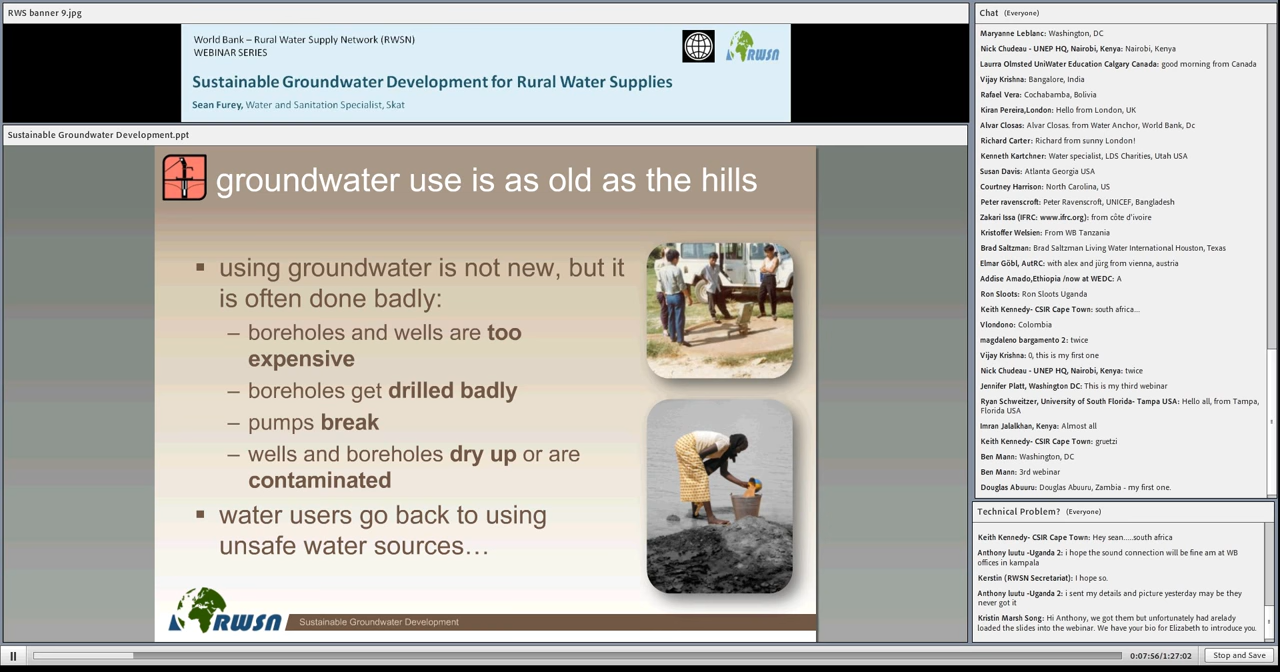 RWS banner 9.jpg
World Bank – Rural Water Supply Network (RWSN)
WEBINAR SERIES
RWSN
Sustainable Groundwater Development for Rural Water Supplies
Sean Furey, Water and Sanitation Specialist, Skat
Sustainable Groundwater Development.ppt
groundwater use is as old as the hills
▪ using groundwater is not new, but it
is often done badly:
– boreholes and wells are too
expensive
– boreholes get drilled badly
– pumps break
– wells and boreholes dry up or are
contaminated
▪ water users go back to using
unsafe water sources…
RWSN
Sustainable Groundwater Development
Chat (Everyone)
Maryanne Leblanc: Washington, DC
Nick Chudeau - UNEP HQ, Nairobi, Kenya: Nairobi, Kenya
Laurra Olmsted UniWater Education Calgary Canada: good morning from Canada
Vijay Krishna: Bangalore, India
Rafael Vera: Cochabamba, Bolivia
Kiran Pereira,London: Hello from London, UK
Alvar Closas: Alvar Closas. from Water Anchor, World Bank, Dc
Richard Carter: Richard from sunny London!
Kenneth Kartchner: Water specialist, LDS Charities, Utah USA
Susan Davis: Atlanta Georgia USA
Courtney Harrison: North Carolina, US
Peter ravenscroft: Peter Ravenscroft, UNICEF, Bangladesh
Zakari Issa (IFRC: www.ifrc.org): from côte d'ivoire
Kristoffer Welsien: From WB Tanzania
Brad Saltzman: Brad Saltzman Living Water International Houston, Texas
Elmar Göbl, AutRC: with alex and jürg from vienna, austria
Addise Amado,Ethiopia /now at WEDC: A
Ron Sloots: Ron Sloots Uganda
Keith Kennedy- CSIR Cape Town: south africa...
Vlondono: Colombia
magdaleno bargamento 2: twice
Vijay Krishna: 0, this is my first one
Nick Chudeau - UNEP HQ, Nairobi, Kenya: twice
Jennifer Platt, Washington DC: This is my third webinar
Ryan Schweitzer, University of South Florida- Tampa USA: Hello all, from Tampa,
Florida USA
Imran Jalalkhan, Kenya: Almost all
Keith Kennedy- CSIR Cape Town: gruetzi
Ben Mann: Washington, DC
Ben Mann: 3rd webinar
Douglas Abuuru: Douglas Abuuru, Zambia - my first one.
Technical Problem? (Everyone)
Keith Kennedy- CSIR Cape Town: Hey sean.....south africa
Anthony luutu -Uganda 2: i hope the sound connection will be fine am at WB
offices in kampala
Kerstin (RWSN Secretariat): I hope so.
Anthony luutu -Uganda 2: i sent my details and picture yesterday may be they
never got it
Kristin Marsh Song: Hi Anthony, we got them but unfortunately had arelady
loaded the slides into the webinar. We have your bio for Elizabeth to introduce you.
0:07:56/1:27:02
Stop and Save